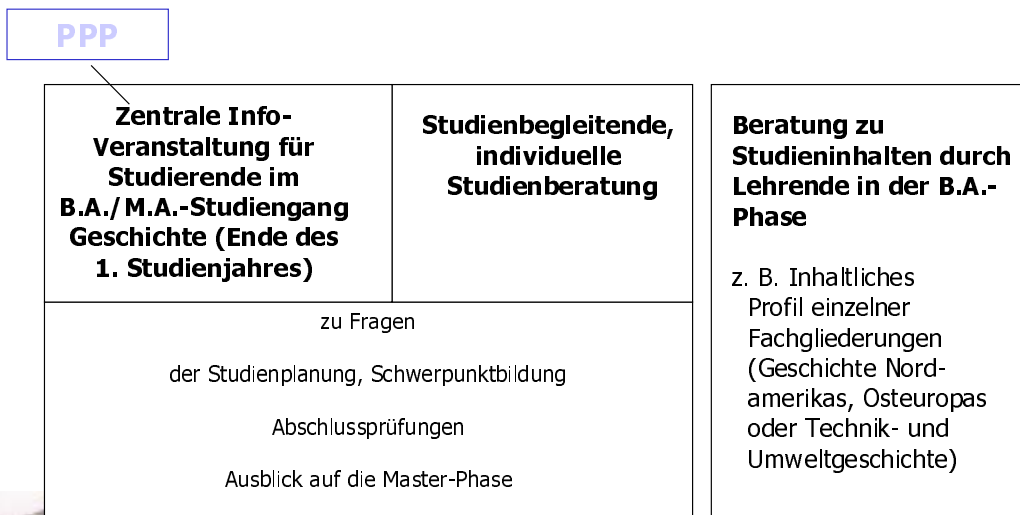 PPP
Zentrale Info-
Veranstaltung für
Studierende im
B.A./M.A.-Studiengang
Geschichte (Ende des
1. Studienjahres)
Studienbegleitende,
individuelle
Studienberatung
zu Fragen
der Studienplanung, Schwerpunktbildung
Abschlussprüfungen
Ausblick auf die Master-Phase
Beratung zu
Studieninhalten durch
Lehrende in der B.A.-
Phase
z. B. Inhaltliches
Profil einzelner
Fachgliederungen
(Geschichte Nord-
amerikas, Osteuropas
oder Technik- und
Umweltgeschichte)